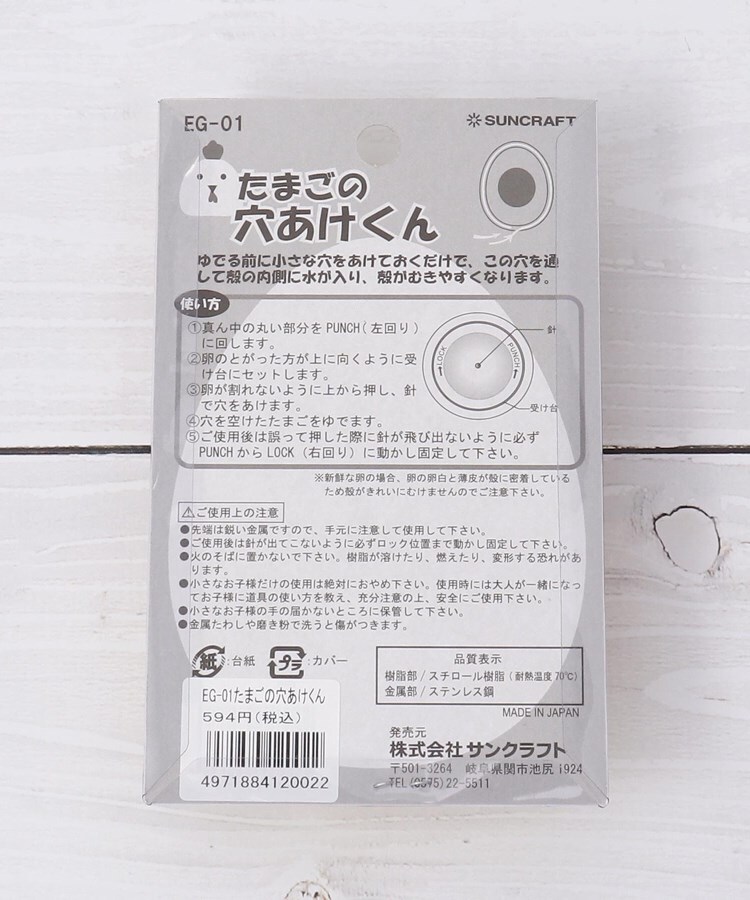 EG-01
SUNCRAFT
たまごの
穴あけくん
ゆでる前に小さな穴をあけておくだけで、この穴を通
して殻の内側に水が入り、殻がむきやすくなります。
使い方
①真ん中の丸い部分をPUNCH(左回り)
に回します。
②卵のとがった方が上に向くように受
け台にセットします。
③卵が割れないように上から押し、針
で穴をあけます。
④穴を空けたたまごをゆでます。
⑤ご使用後は誤って押した際に針が飛び出ないように必ず
PUNCHからLOCK(右回り)に動かし固定して下さい。
LOCK
PUNCH
針
受け台
※新鮮な卵の場合、卵の卵白と薄皮が殻に密着している
ため殻がきれいにむけませんのでご注意下さい。
⚠ご使用上の注意
●先端は鋭い金属ですので、手元に注意して使用して下さい。
●ご使用後は針が出てこないように必ずロック位置まで動かし固定して下さい。
●火のそばに置かないで下さい。樹脂が溶けたり、燃えたり、変形する恐れがあ
ります。
●小さなお子様だけの使用は絶対におやめ下さい。使用時には大人が一緒になっ
てお子様に道具の使い方を教え、充分注意の上、安全にご使用下さい。
●小さなお子様の手の届かないところに保管して下さい。
●金属たわしや磨き粉で洗うと傷がつきます。
紙:台紙 プラ:カバー
品質表示
樹脂部/スチロール樹脂(耐熱温度70℃)
金属部/ステンレス鋼
MADE IN JAPAN
EG-01たまごの穴あけくん
594円(税込)
4971884120022
発売元
株式会社サンクラフト
〒501-3264 岐阜県関市池尻1924
TEL(0575)22-5511